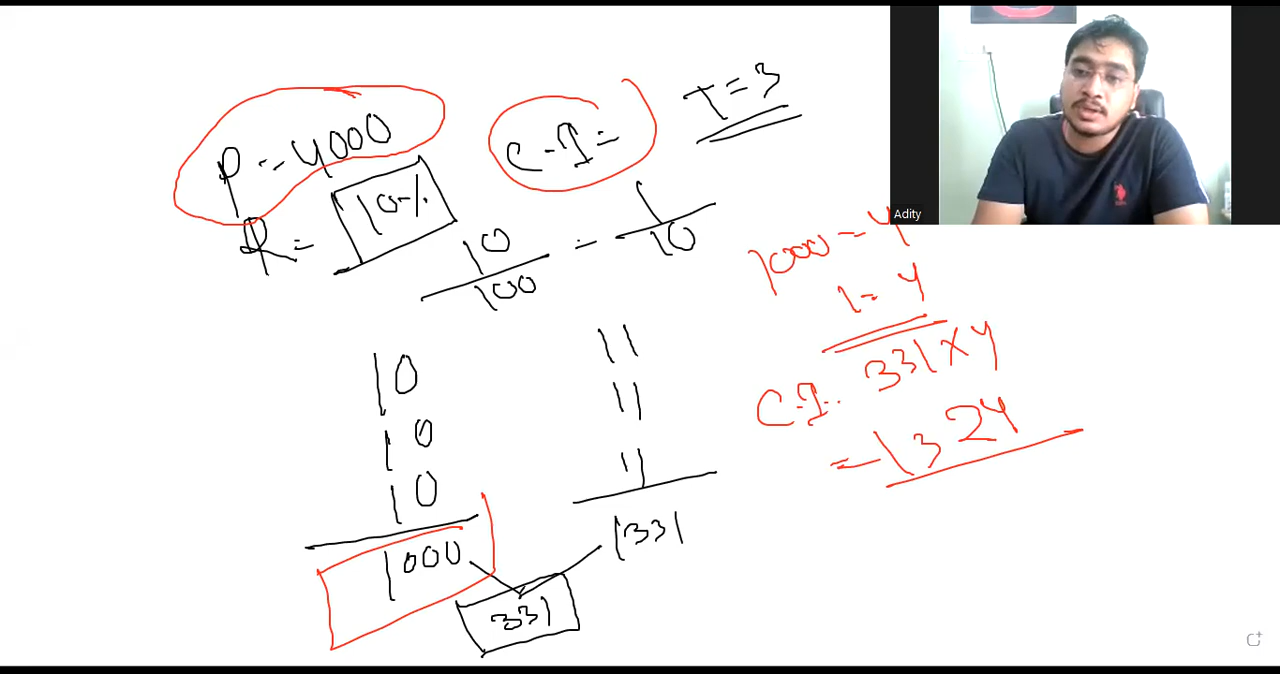 P = 4000
C.I =
T = 3
R = 10%
10/100 = 1/10
10 11
10 11
10 11
1000 1331
331
1000 = 4
1 = 4
C.I. 331 x 4
= 1324
Adity